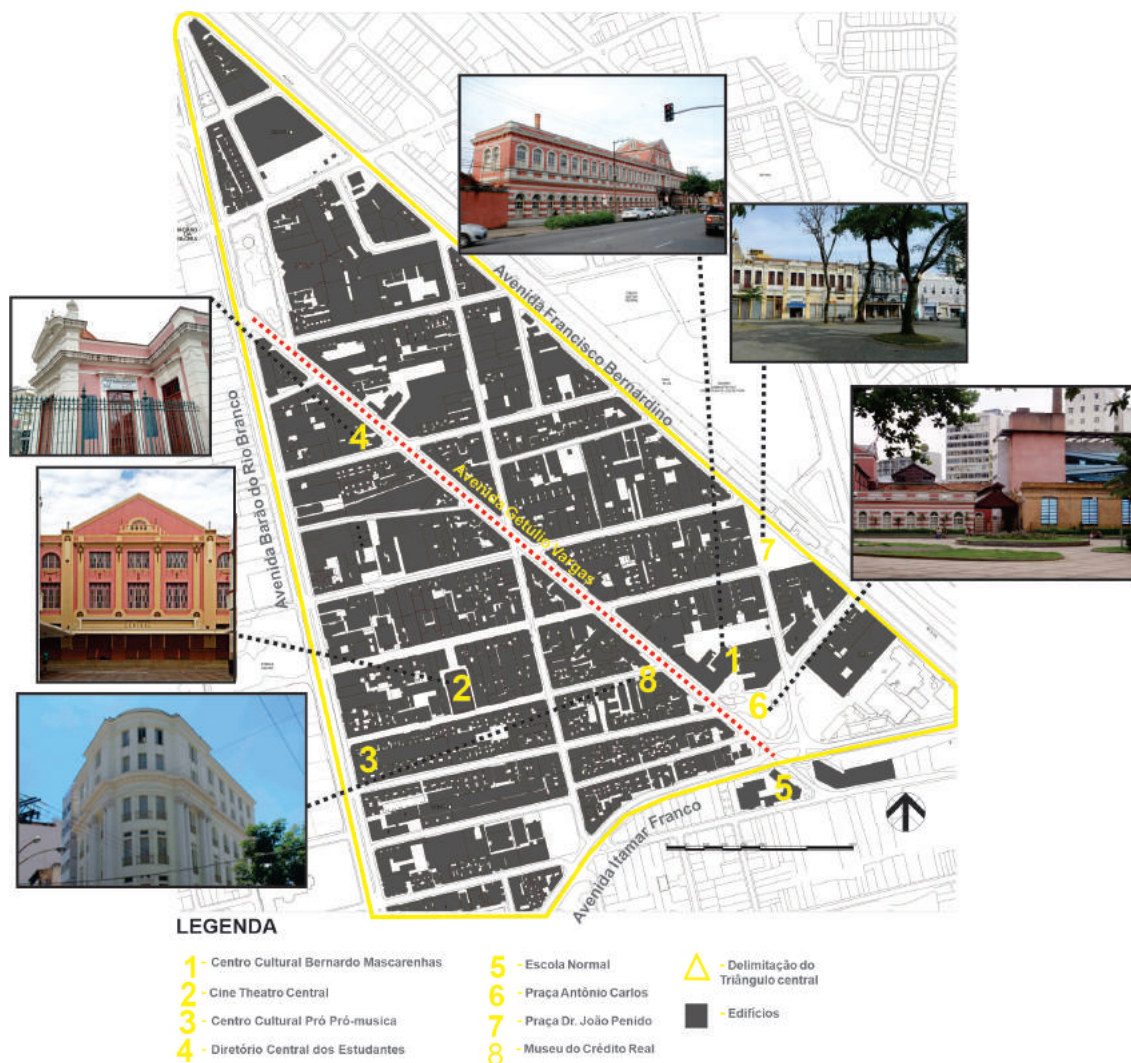 Avenida Francisco Bernardino
Avenida Barão do Rio Branco
Avenida Getúlio Vargas
4
7
1
2
8
6
3
5
Avenida Itamar Franco
LEGENDA
1 - Centro Cultural Bernardo Mascarenhas
2 - Cine Theatro Central
3 - Centro Cultural Pró Pró-musica
4 - Diretório Central dos Estudantes
5 - Escola Normal
6 - Praça Antônio Carlos
7 - Praça Dr. João Penido
8 - Museu do Crédito Real
- Delimitação do
Triângulo central
- Edifícios